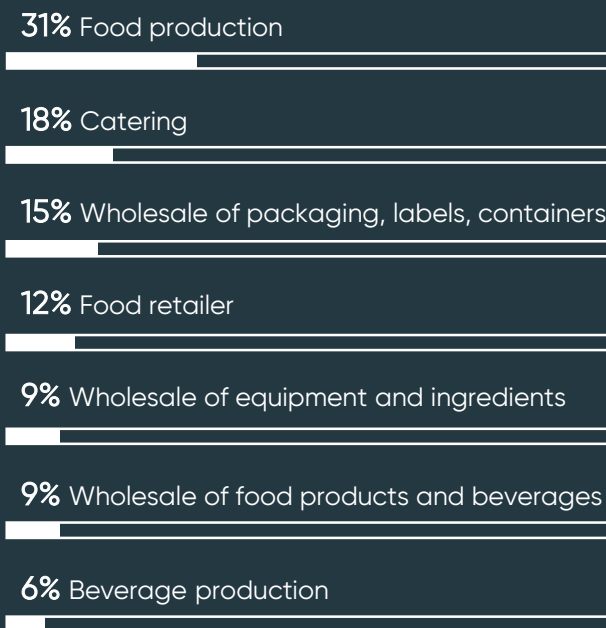 31% Food production
18% Catering
15% Wholesale of packaging, labels, containers
12% Food retailer
9% Wholesale of equipment and ingredients
9% Wholesale of food products and beverages
6% Beverage production